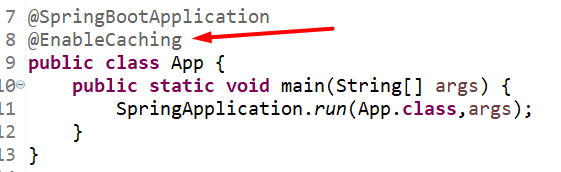 7 @SpringBootApplication
8 @EnableCaching
9 public class App {
10 public static void main(String[] args) {
11 SpringApplication.run(App.class,args);
12 }
13 }